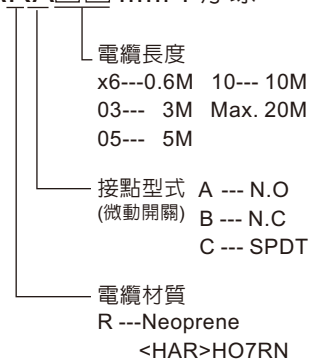 電纜長度
x6---0.6M 10--- 10M
03--- 3M Max. 20M
05--- 5M
接點型式 A --- N.O
(微動開關) B --- N.C
C --- SPDT
電纜材質
R ---Neoprene
<HAR>HO7RN